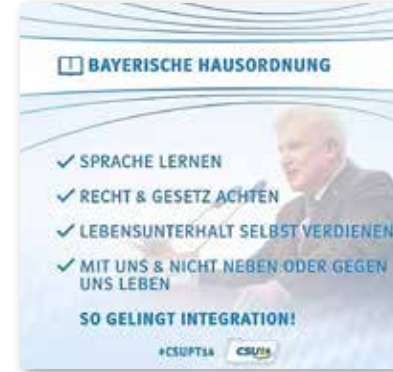 BAYERISCHE HAUSORDNUNG
SPRACHE LERNEN
RECHT & GESETZ ACHTEN
LEBENSUNTERHALT SELBST VERDIENEN
MIT UNS & NICHT NEBEN ODER GEGEN
UNS LEBEN
SO GELINGT INTEGRATION!
#CSUPT16 CSU